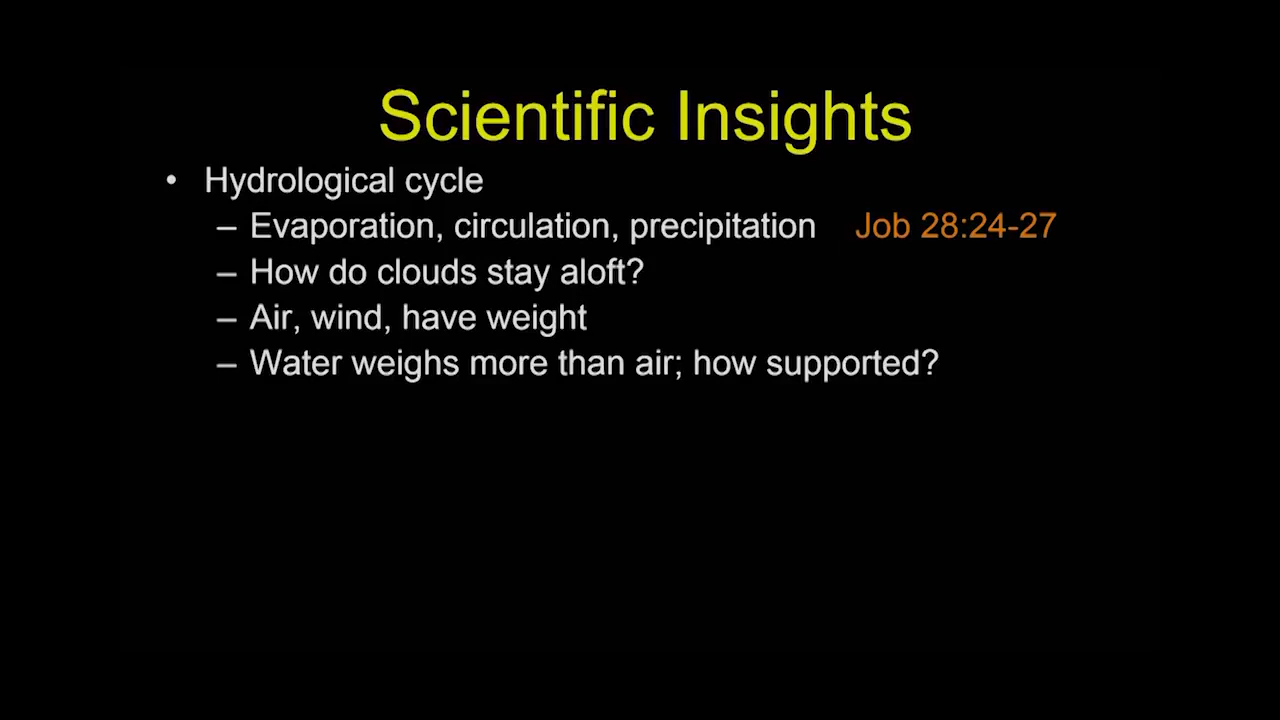 Scientific Insights
• Hydrological cycle
– Evaporation, circulation, precipitation Job 28:24-27
– How do clouds stay aloft?
– Air, wind, have weight
– Water weighs more than air; how supported?